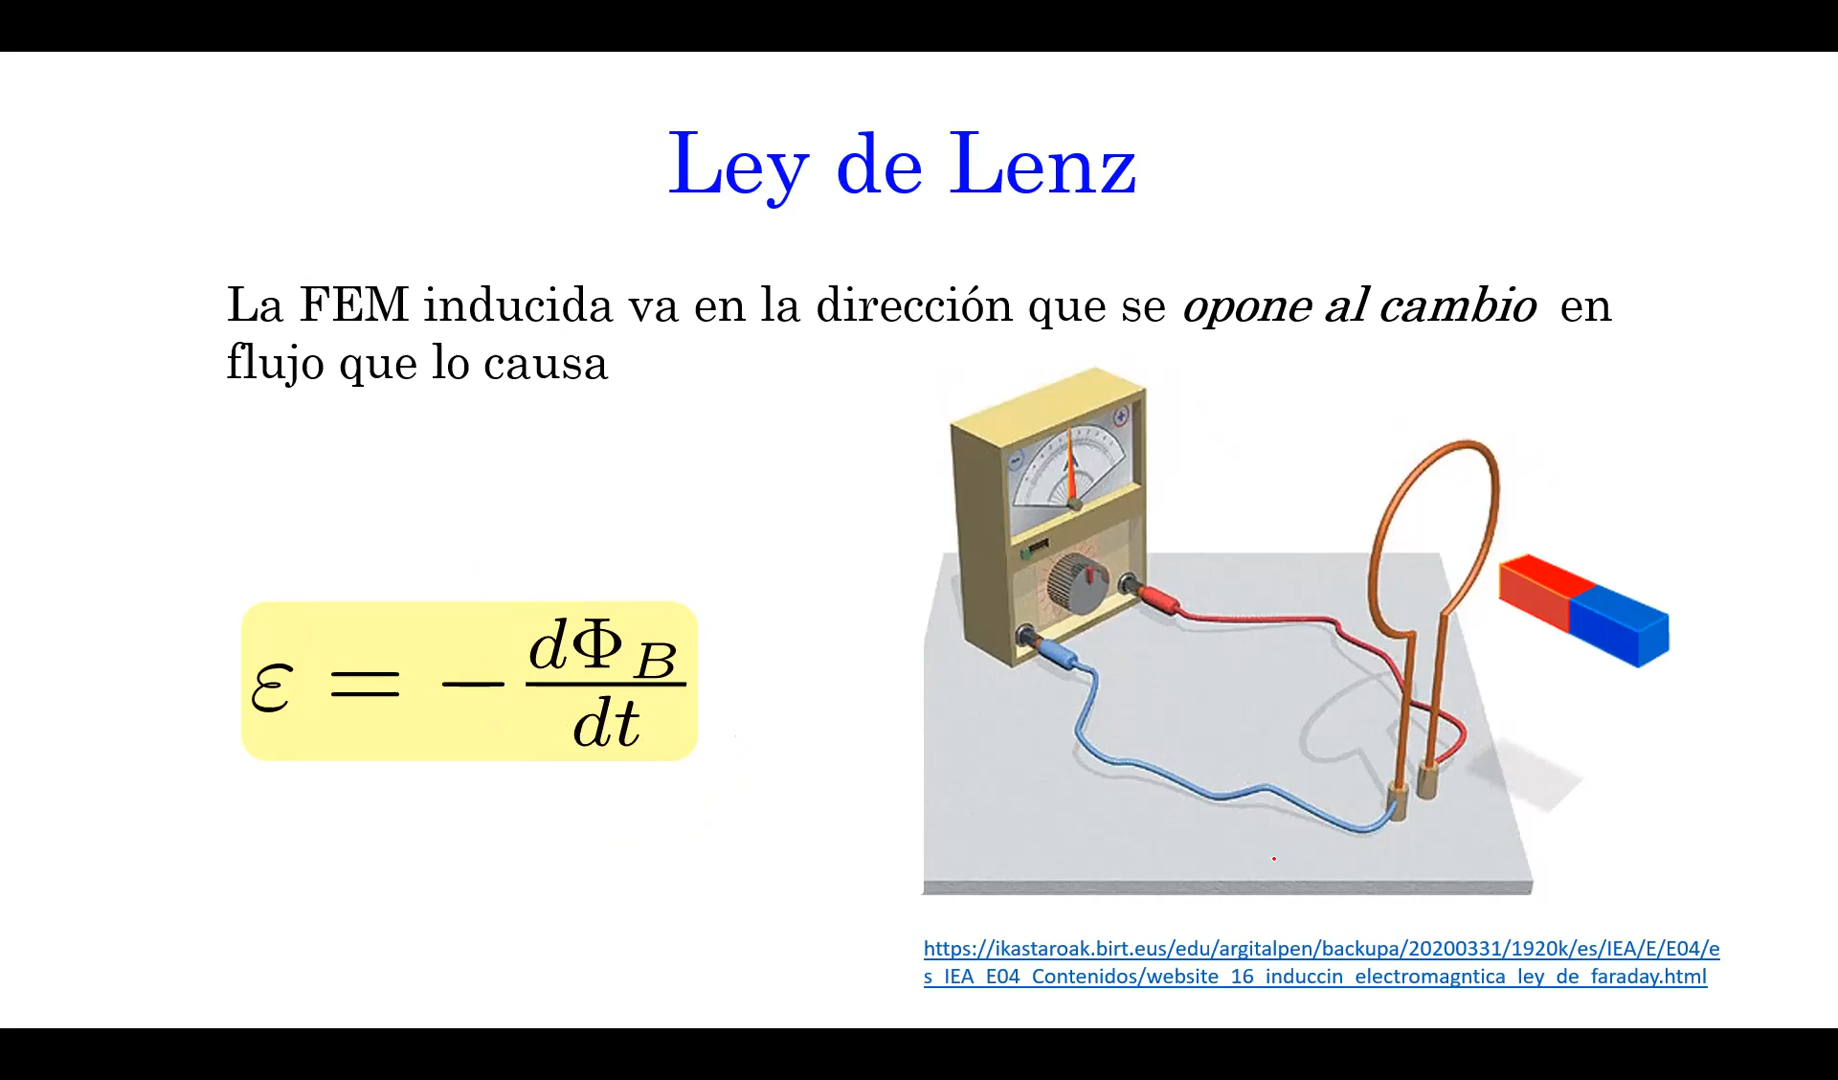 Ley de Lenz
La FEM inducida va en la dirección que se opone al cambio en
flujo que lo causa
ε = − dΦ_B / dt
https://ikastaroak.birt.eus/edu/argitalpen/backupa/20200331/1920k/es/IEA/E/E04/e
s_IEA_E04_Contenidos/website_16_induccin_electromagntica_ley_de_faraday.html